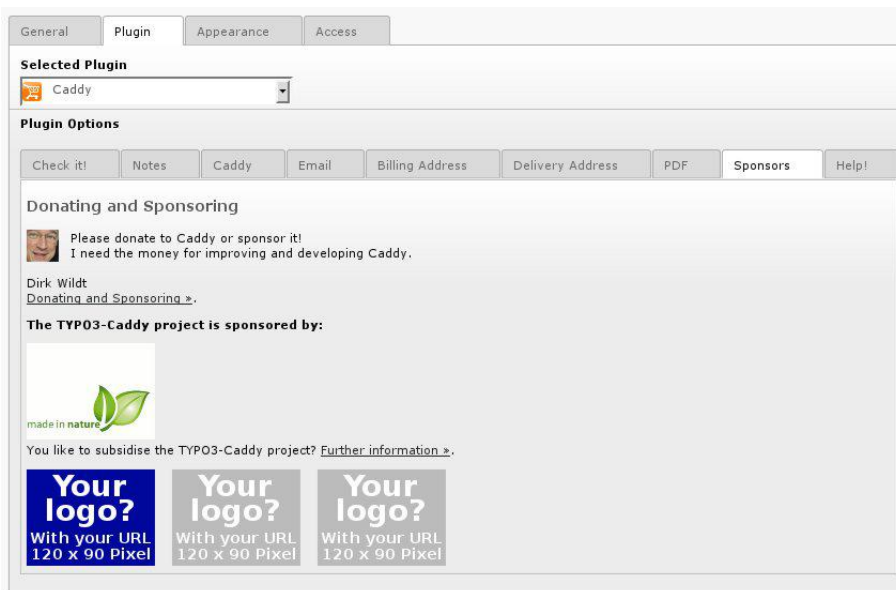 General Plugin Appearance Access
Selected Plugin
Caddy
Plugin Options
Check it! Notes Caddy Email Billing Address Delivery Address PDF Sponsors Help!
Donating and Sponsoring
Please donate to Caddy or sponsor it!
I need the money for improving and developing Caddy.
Dirk Wildt
Donating and Sponsoring ».
The TYPO3-Caddy project is sponsored by:
made in nature
You like to subsidise the TYPO3-Caddy project? Further information ».
Your Your Your
logo? logo? logo?
With your URL With your URL With your URL
120 x 90 Pixel 120 x 90 Pixel 120 x 90 Pixel